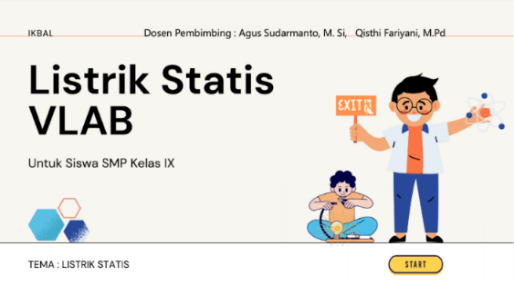 IKBAL
Dosen Pembimbing : Agus Sudarmanto, M. Si, Qisthi Fariyani, M.Pd
Listrik Statis
VLAB
EXIT
Untuk Siswa SMP Kelas IX
TEMA : LISTRIK STATIS
START